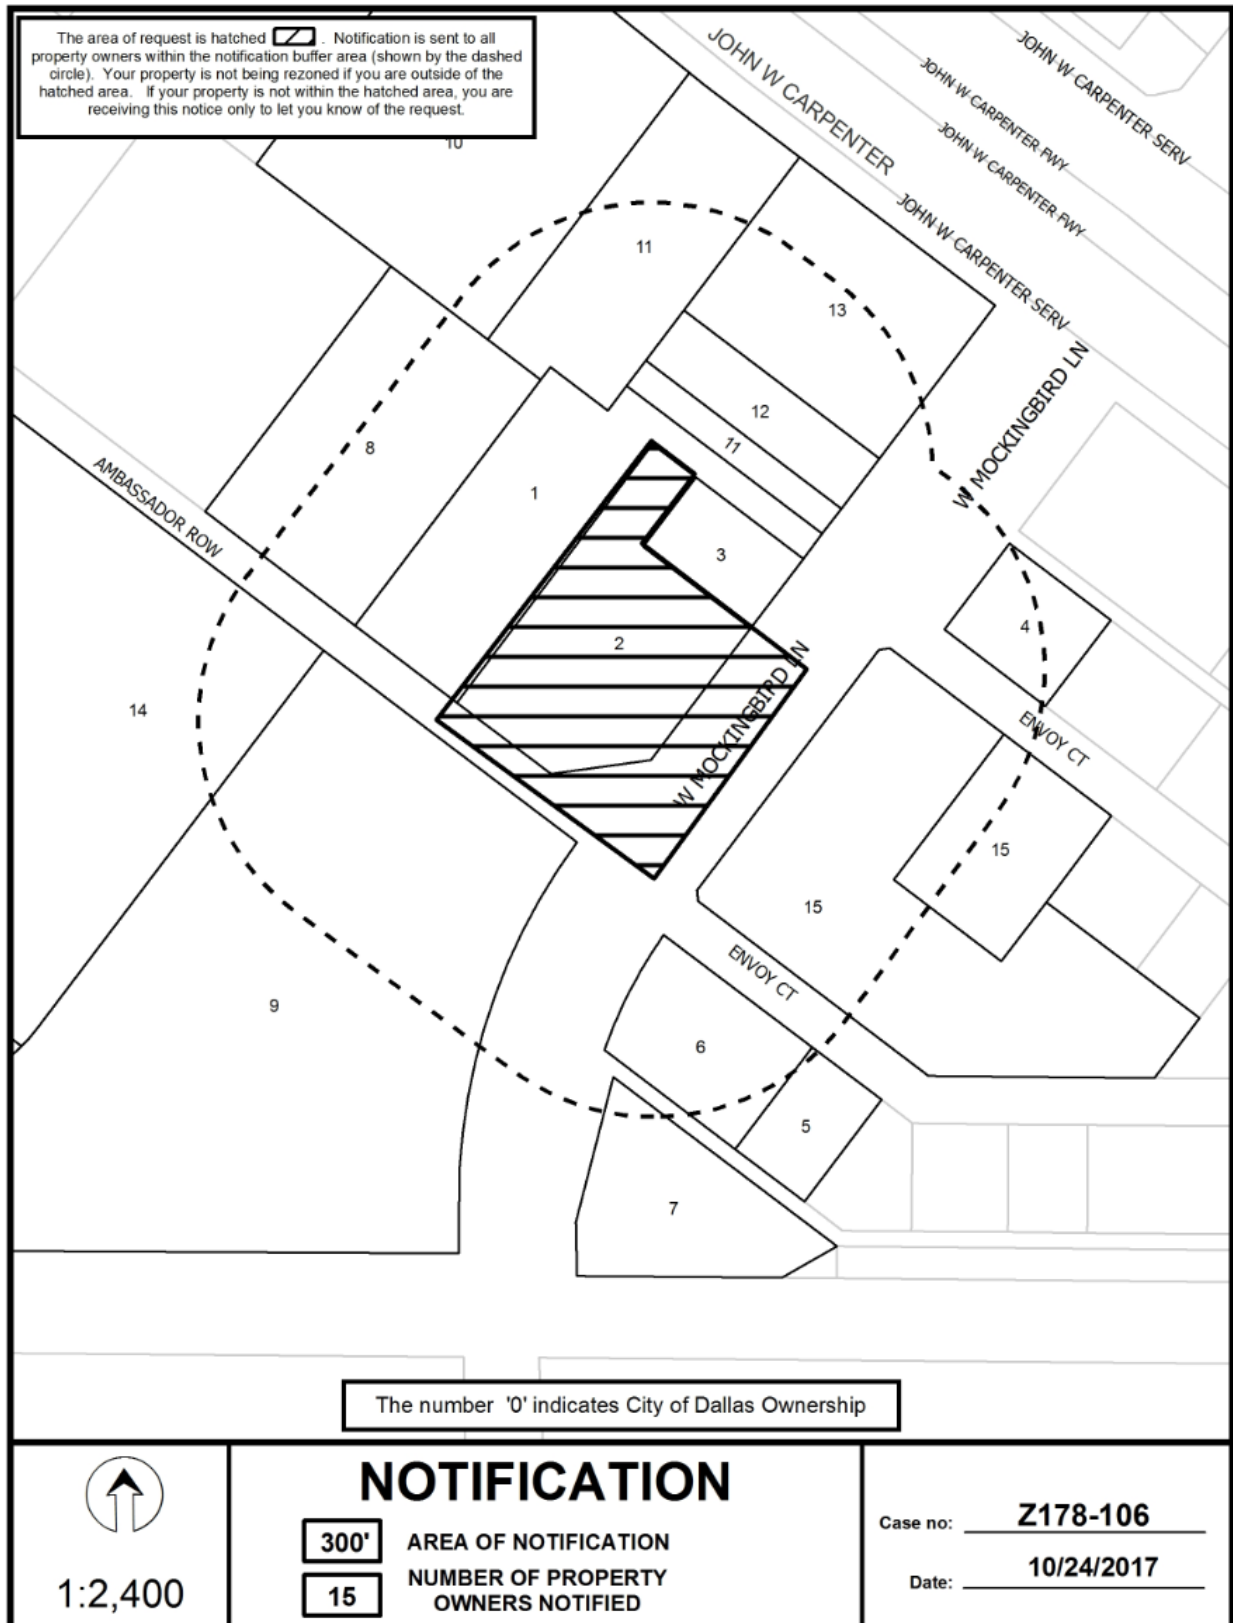 The area of request is hatched . Notification is sent to all
property owners within the notification buffer area (shown by the dashed
circle). Your property is not being rezoned if you are outside of the
hatched area. If your property is not within the hatched area, you are
receiving this notice only to let you know of the request.
JOHN W CARPENTER
JOHN W CARPENTER SERV
JOHN W CARPENTER FWY
JOHN W CARPENTER FWY
JOHN W CARPENTER SERV
10
11
13
W MOCKINGBIRD LN
12
11
8
1
AMBASSADOR ROW
3
4
2
W MOCKINGBIRD LN
14
ENVOY CT
15
15
ENVOY CT
9
6
5
7
The number '0' indicates City of Dallas Ownership
1:2,400
NOTIFICATION
300' AREA OF NOTIFICATION
15 NUMBER OF PROPERTY
OWNERS NOTIFIED
Case no: Z178-106
Date: 10/24/2017